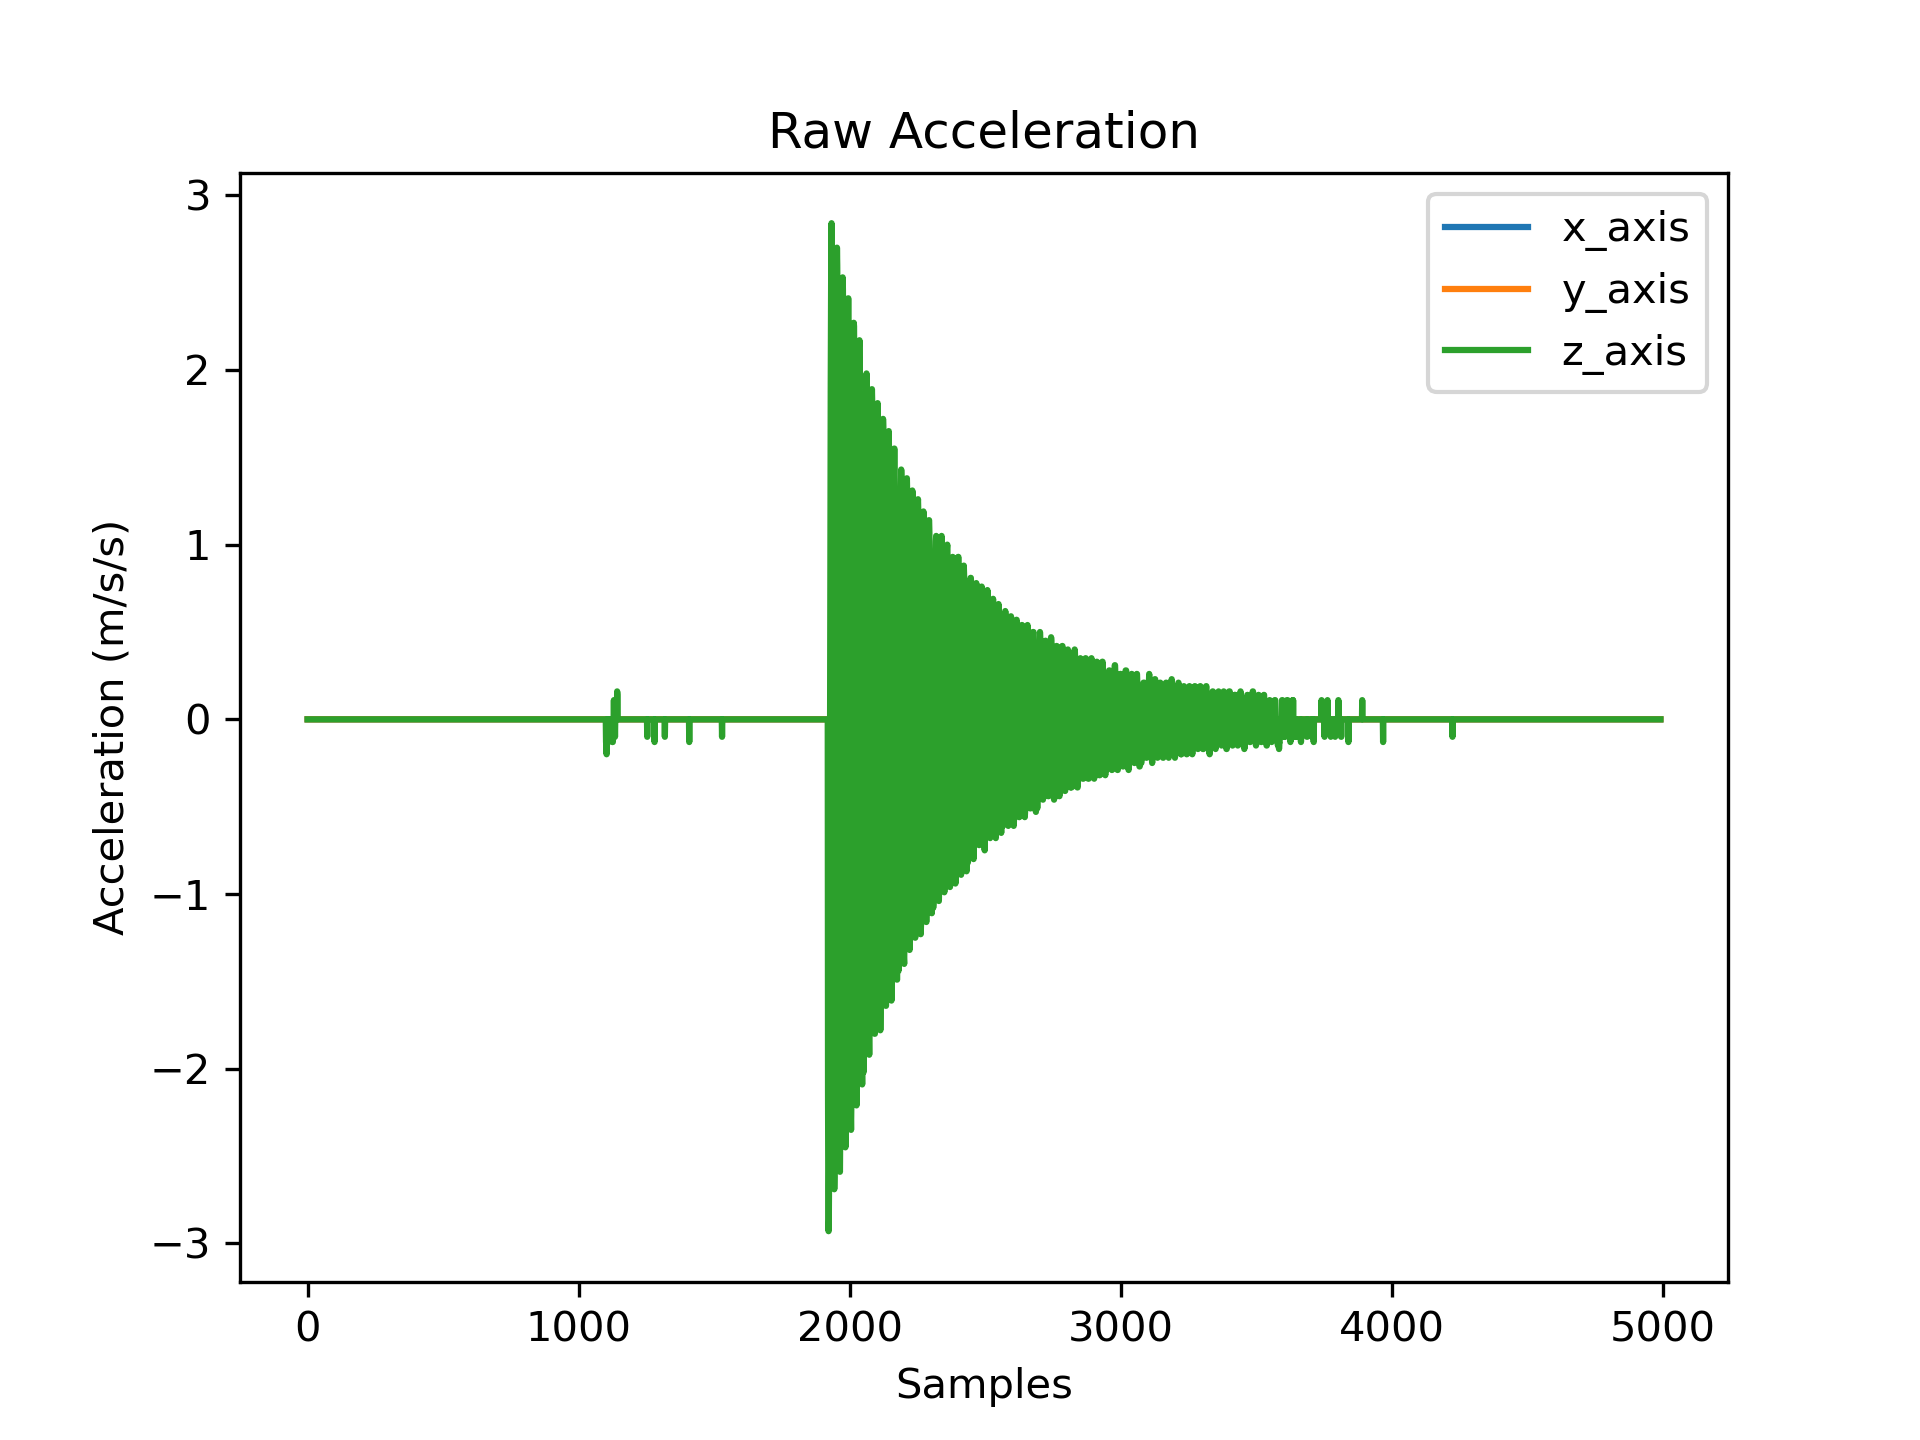 Raw Acceleration
x_axis
y_axis
z_axis
Acceleration (m/s/s)
3
2
1
0
−1
−2
−3
0 1000 2000 3000 4000 5000
Samples